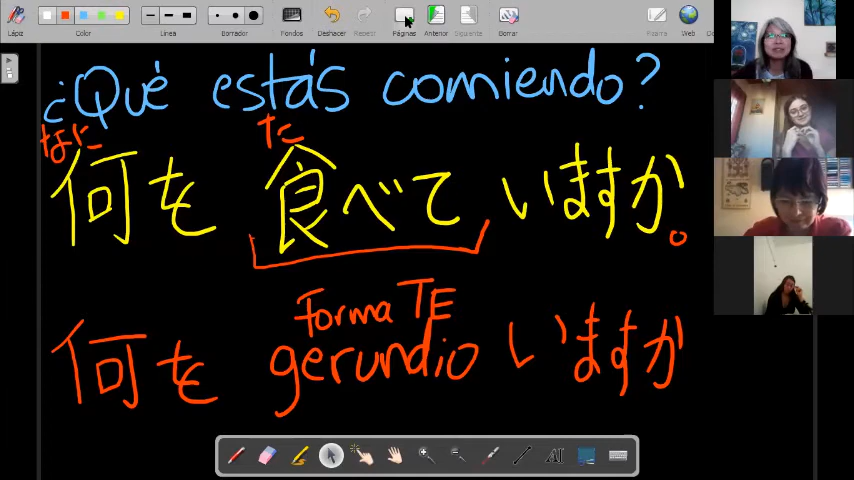 Lápiz Color Línea Borrador Fondos Deshacer Repetir Páginas Anterior Siguiente Borrar Pizarra Web
¿Qué estás comiendo?
なに た
何を食べていますか。
Forma TE
何を gerundio いますか